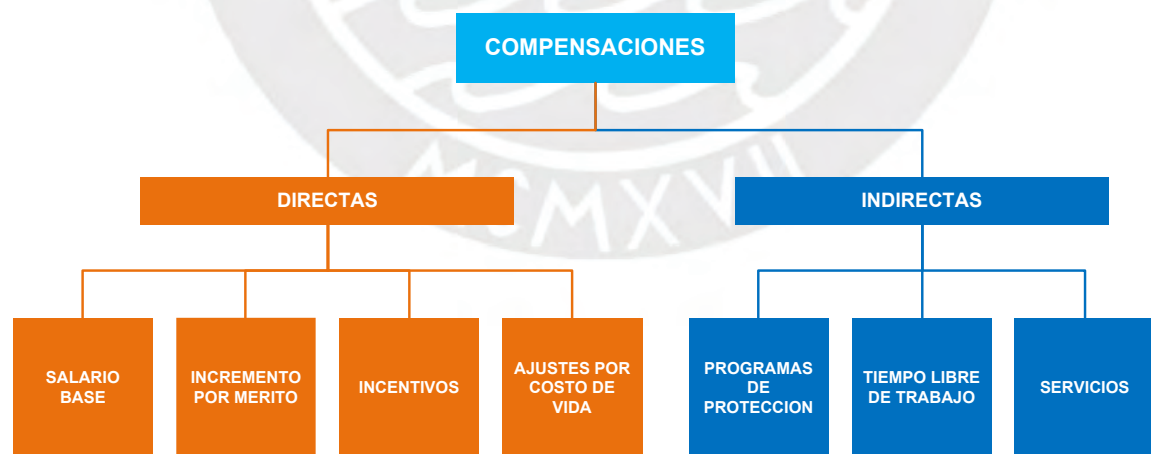 COMPENSACIONES
MCMXVII
DIRECTAS
INDIRECTAS
SALARIO
BASE
INCREMENTO
POR MERITO
INCENTIVOS
AJUSTES POR
COSTO DE
VIDA
PROGRAMAS
DE
PROTECCION
TIEMPO LIBRE
DE TRABAJO
SERVICIOS